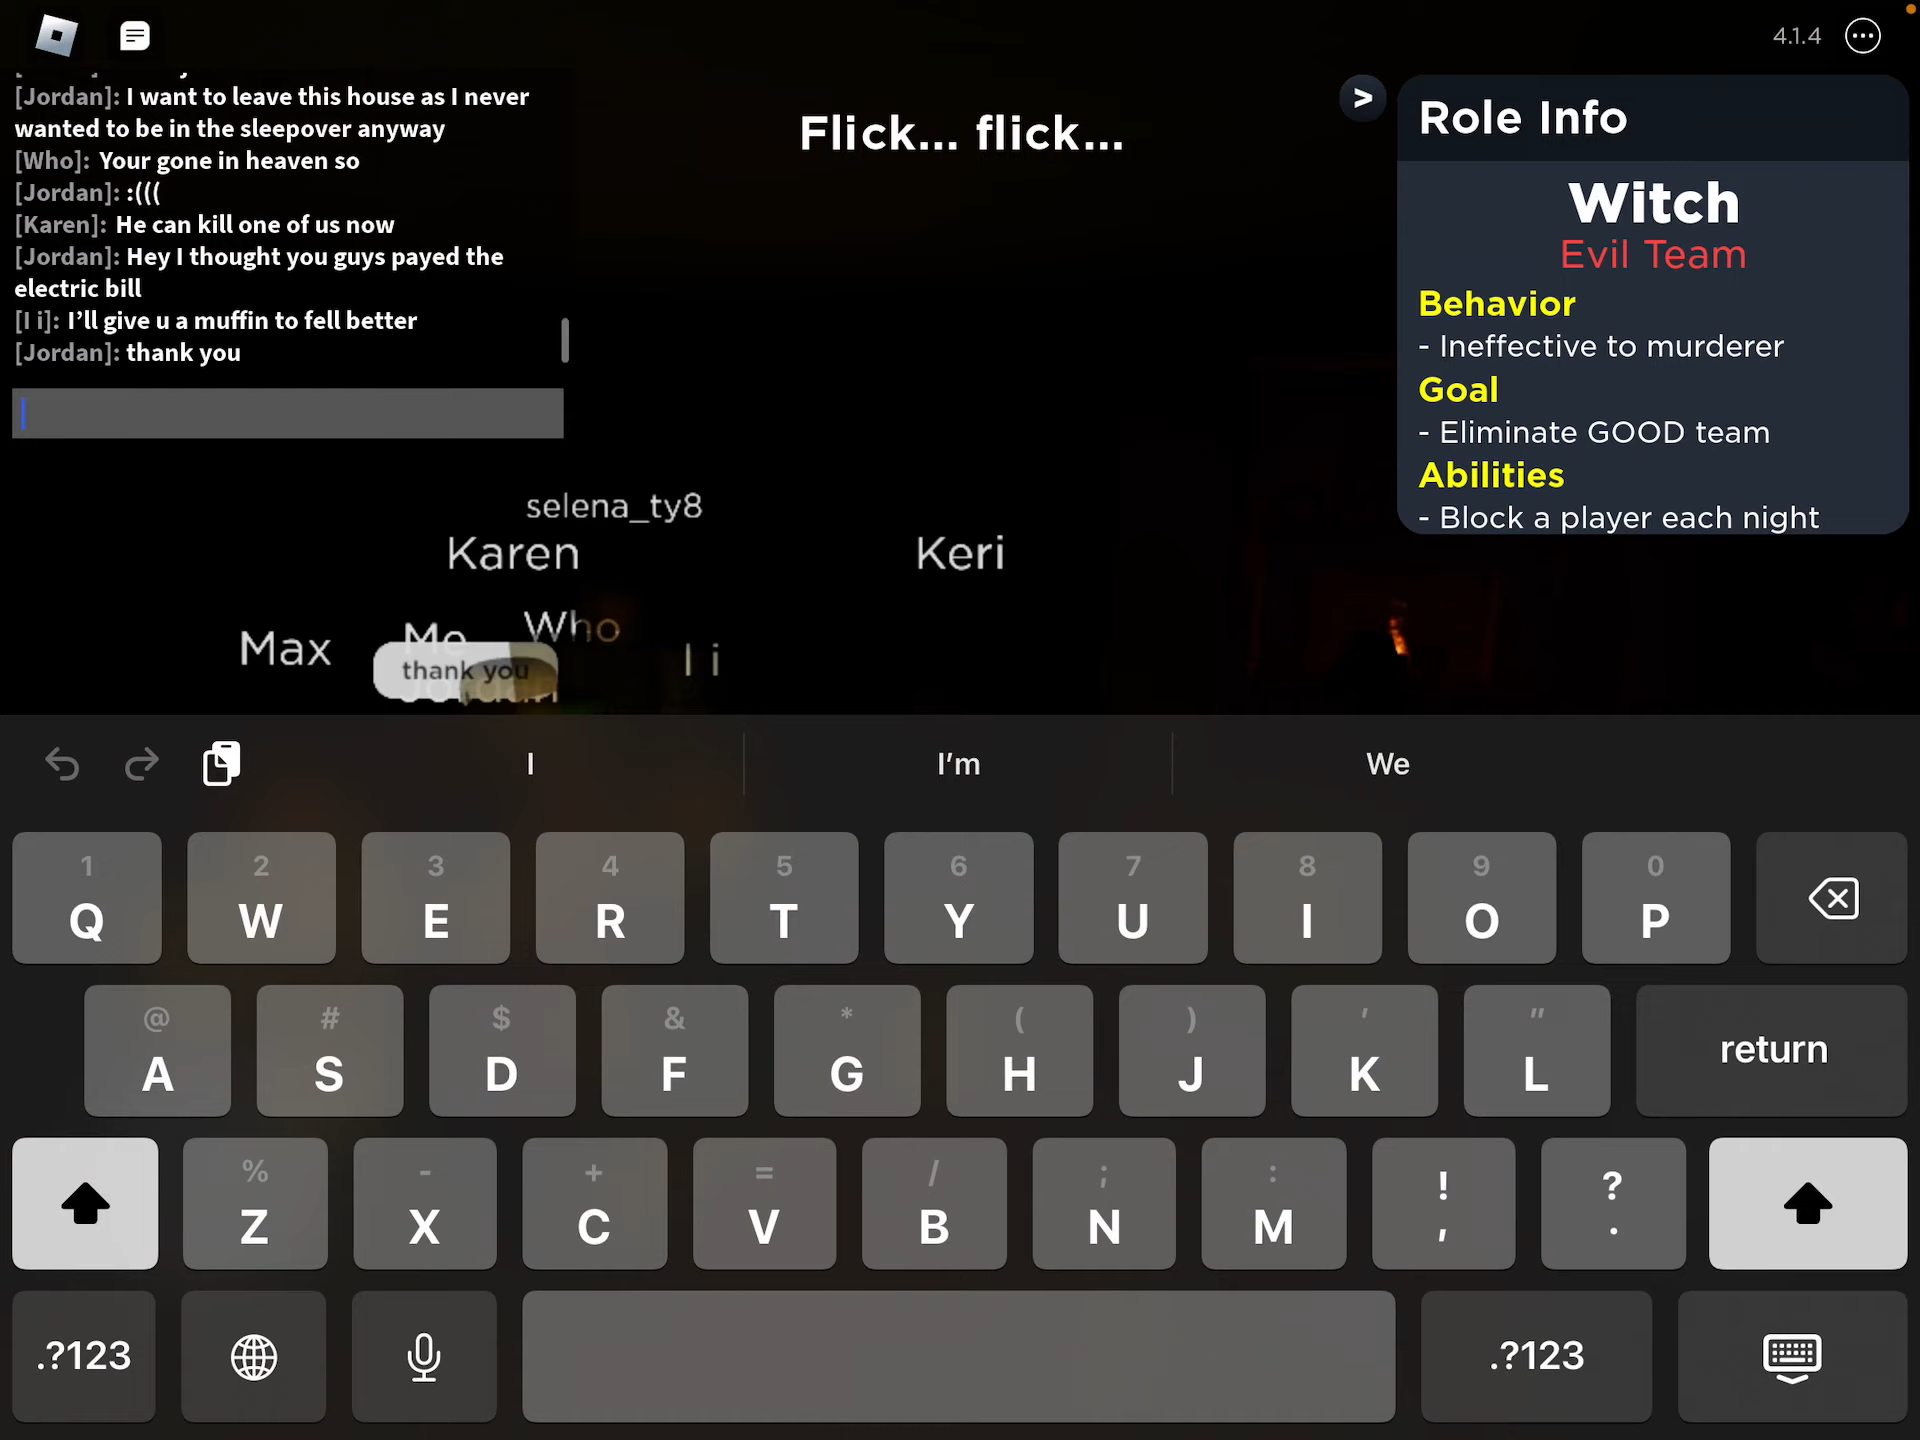 4.1.4
[Jordan]: I want to leave this house as I never
wanted to be in the sleepover anyway
[Who]: Your gone in heaven so
[Jordan]: :(((
[Karen]: He can kill one of us now
[Jordan]: Hey I thought you guys payed the
electric bill
[I i]: I’ll give u a muffin to fell better
[Jordan]: thank you
Flick... flick...
>
Role Info
Witch
Evil Team
Behavior
- Ineffective to murderer
Goal
- Eliminate GOOD team
Abilities
- Block a player each night
selena_ty8
Karen
Keri
Who
Max
Me
I i
thank you
Jordan
I
I’m
We
1 2 3 4 5 6 7 8 9 0
Q W E R T Y U I O P
@ # $ & * ( ) ' "
A S D F G H J K L return
% - + = / ; : ! ?
Z X C V B N M , .
.?123
.?123